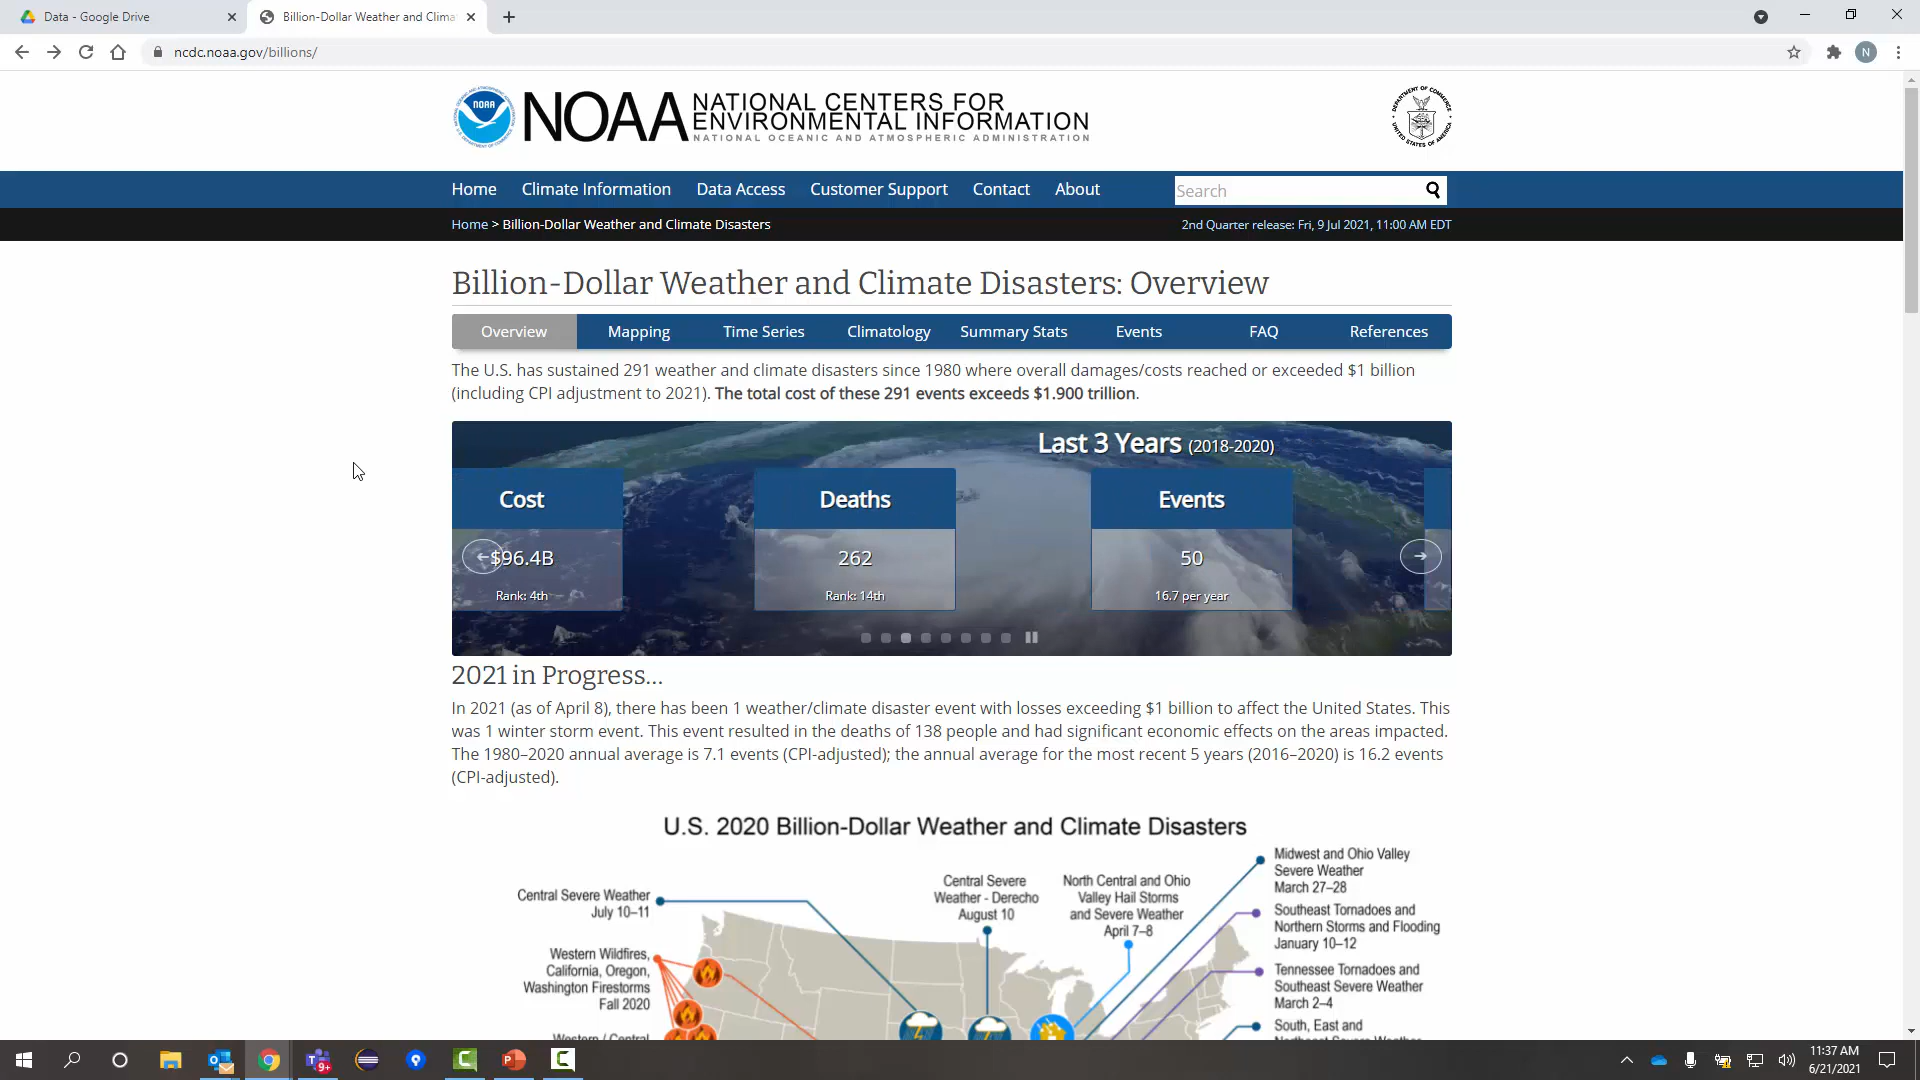 Data - Google Drive
Billion-Dollar Weather and Clima
ncdc.noaa.gov/billions/
N
NOAA
NOAA
NATIONAL CENTERS FOR
ENVIRONMENTAL INFORMATION
NATIONAL OCEANIC AND ATMOSPHERIC ADMINISTRATION
DEPARTMENT OF COMMERCE
UNITED STATES OF AMERICA
Home Climate Information Data Access Customer Support Contact About
Search
Home > Billion-Dollar Weather and Climate Disasters
2nd Quarter release: Fri, 9 Jul 2021, 11:00 AM EDT
Billion-Dollar Weather and Climate Disasters: Overview
Overview Mapping Time Series Climatology Summary Stats Events FAQ References
The U.S. has sustained 291 weather and climate disasters since 1980 where overall damages/costs reached or exceeded $1 billion
(including CPI adjustment to 2021). The total cost of these 291 events exceeds $1.900 trillion.
Last 3 Years (2018-2020)
Cost
$96.4B
Rank: 4th
Deaths
262
Rank: 14th
Events
50
16.7 per year
2021 in Progress...
In 2021 (as of April 8), there has been 1 weather/climate disaster event with losses exceeding $1 billion to affect the United States. This
was 1 winter storm event. This event resulted in the deaths of 138 people and had significant economic effects on the areas impacted.
The 1980–2020 annual average is 7.1 events (CPI-adjusted); the annual average for the most recent 5 years (2016–2020) is 16.2 events
(CPI-adjusted).
U.S. 2020 Billion-Dollar Weather and Climate Disasters
Central Severe Weather
July 10–11
Central Severe
Weather - Derecho
August 10
North Central and Ohio
Valley Hail Storms
and Severe Weather
April 7–8
Midwest and Ohio Valley
Severe Weather
March 27–28
Southeast Tornadoes and
Northern Storms and Flooding
January 10–12
Western Wildfires,
California, Oregon,
Washington Firestorms
Fall 2020
Tennessee Tornadoes and
Southeast Severe Weather
March 2–4
South, East and
9+
11:37 AM
6/21/2021